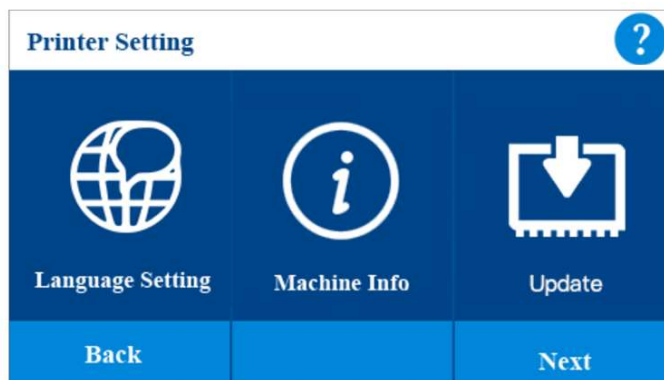 Printer Setting
?
i
Language Setting
Machine Info
Update
Back
Next